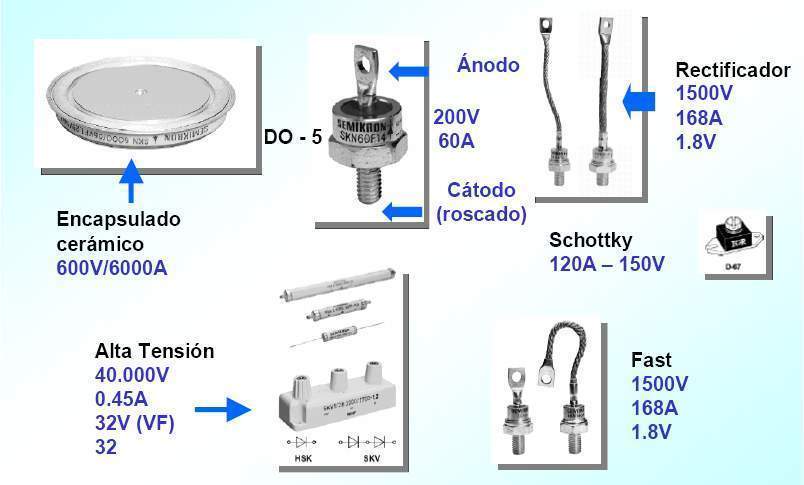 Ánodo
Rectificador
1500V
168A
1.8V
200V
60A
DO - 5
SEMIKRON
SKN60F14
Cátodo
(roscado)
Encapsulado
cerámico
600V/6000A
Schottky
120A – 150V
D-67
Alta Tensión
40.000V
0.45A
32V (VF)
32
HSK
SKV
Fast
1500V
168A
1.8V